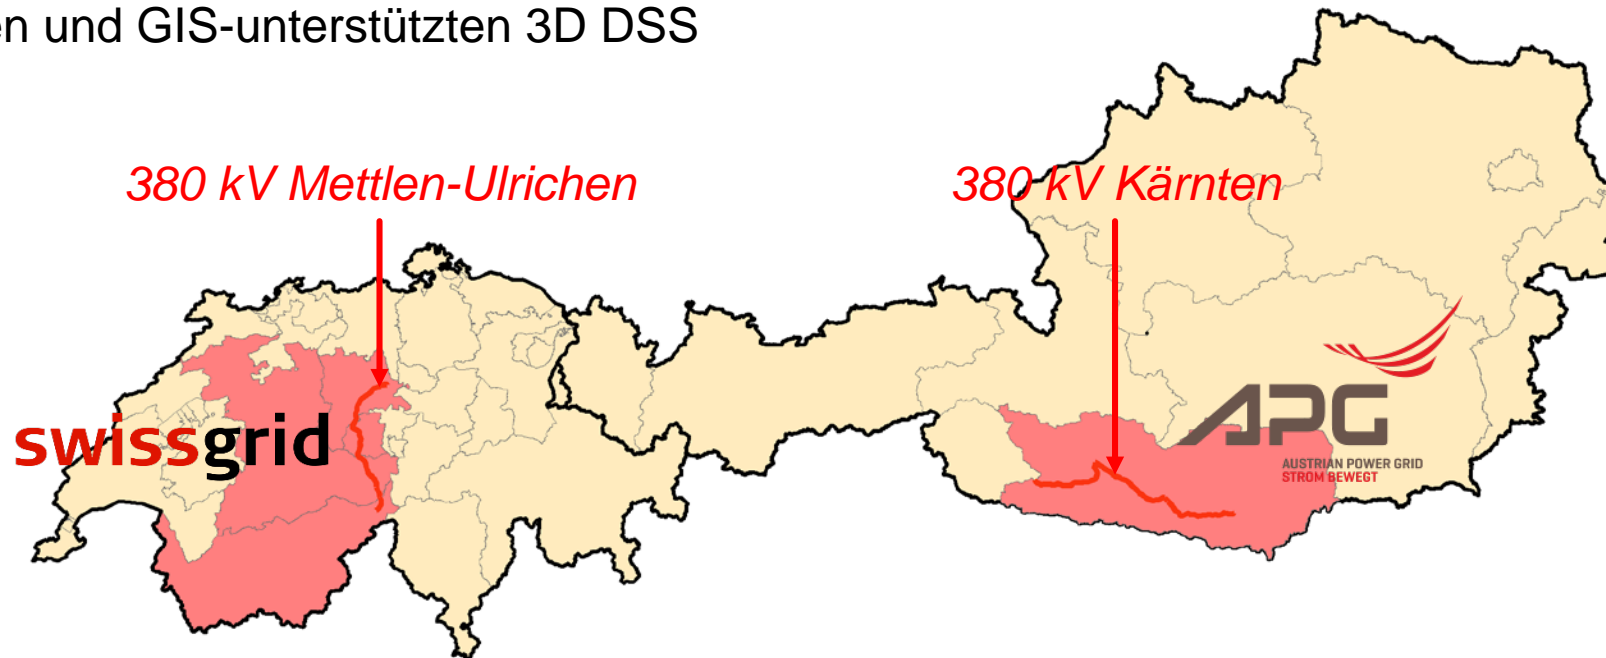 en und GIS-unterstützten 3D DSS
380 kV Mettlen-Ulrichen
380 kV Kärnten
swissgrid
APG
AUSTRIAN POWER GRID
STROM BEWEGT